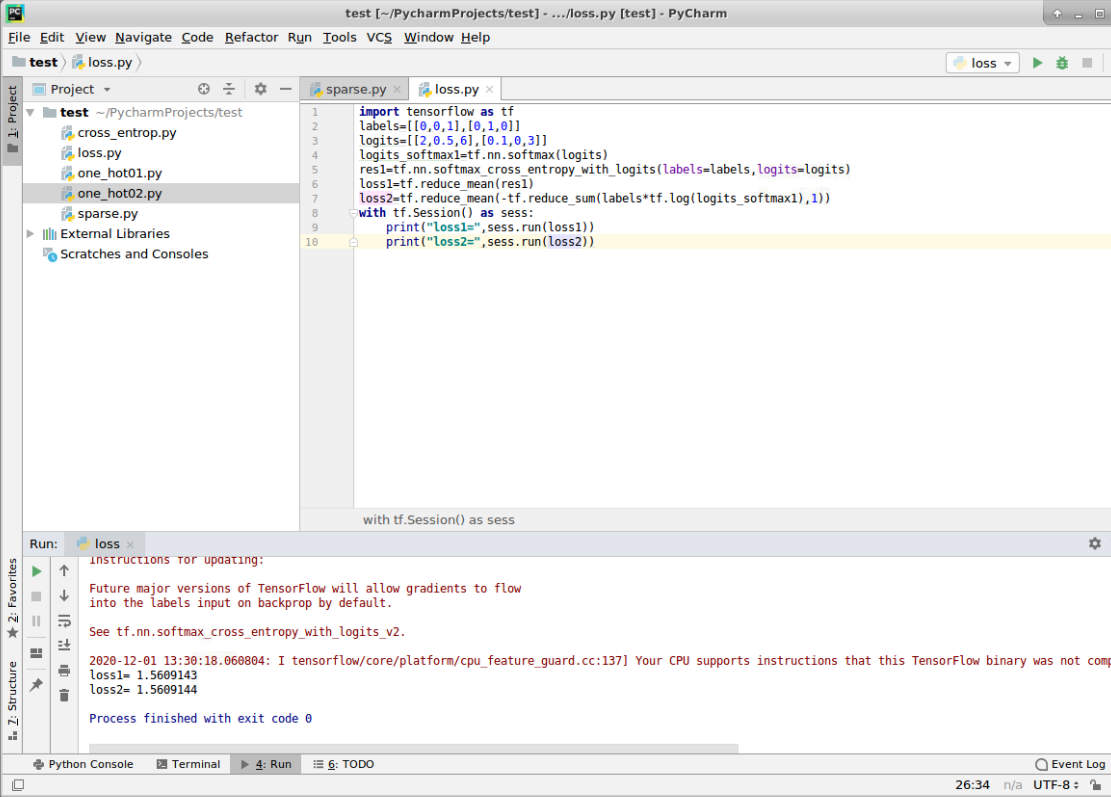 PC
test [~/PycharmProjects/test] - .../loss.py [test] - PyCharm
File Edit View Navigate Code Refactor Run Tools VCS Window Help
test loss.py
loss
1: Project
Project
sparse.py loss.py
test ~/PycharmProjects/test
cross_entrop.py
loss.py
one_hot01.py
one_hot02.py
sparse.py
External Libraries
Scratches and Consoles
1 import tensorflow as tf
2 labels=[[0,0,1],[0,1,0]]
3 logits=[[2,0.5,6],[0.1,0,3]]
4 logits_softmax1=tf.nn.softmax(logits)
5 res1=tf.nn.softmax_cross_entropy_with_logits(labels=labels,logits=logits)
6 loss1=tf.reduce_mean(res1)
7 loss2=tf.reduce_mean(-tf.reduce_sum(labels*tf.log(logits_softmax1),1))
8 with tf.Session() as sess:
9 print("loss1=",sess.run(loss1))
10 print("loss2=",sess.run(loss2))
with tf.Session() as sess
Run: loss
2: Favorites
7: Structure
Instructions for updating:
Future major versions of TensorFlow will allow gradients to flow
into the labels input on backprop by default.
See tf.nn.softmax_cross_entropy_with_logits_v2.
2020-12-01 13:30:18.060804: I tensorflow/core/platform/cpu_feature_guard.cc:137] Your CPU supports instructions that this TensorFlow binary was not comp
loss1= 1.5609143
loss2= 1.5609144
Process finished with exit code 0
Python Console Terminal 4: Run 6: TODO Event Log
26:34 n/a UTF-8